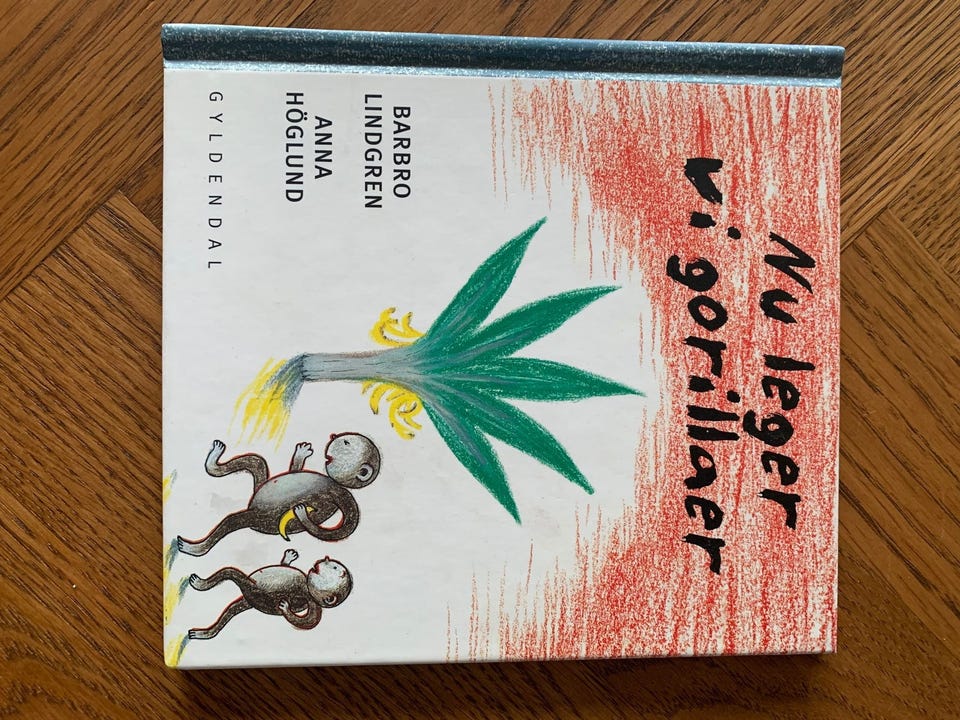 Nu leger
vi gorillaer
BARBRO
LINDGREN
ANNA
HÖGLUND
GYLDENDAL